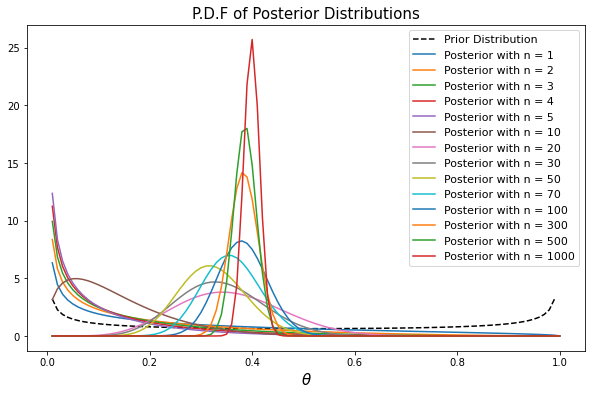 P.D.F of Posterior Distributions
25
20
15
10
5
0
0.0
0.2
0.4
0.6
0.8
1.0
θ
Prior Distribution
Posterior with n = 1
Posterior with n = 2
Posterior with n = 3
Posterior with n = 4
Posterior with n = 5
Posterior with n = 10
Posterior with n = 20
Posterior with n = 30
Posterior with n = 50
Posterior with n = 70
Posterior with n = 100
Posterior with n = 300
Posterior with n = 500
Posterior with n = 1000